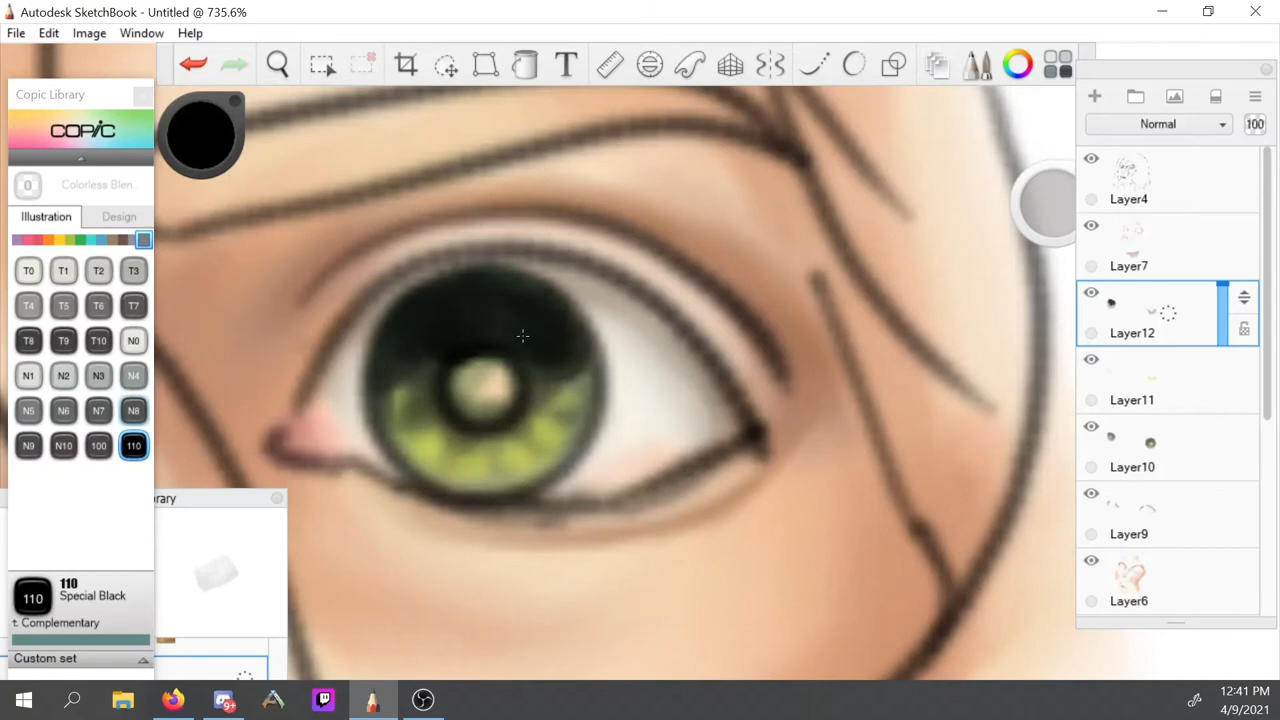 Autodesk SketchBook - Untitled @ 735.6%
File Edit Image Window Help
Copic Library
COPIC
0 Colorless Blen..
Illustration Design
T0 T1 T2 T3
T4 T5 T6 T7
T8 T9 T10 N0
N1 N2 N3 N4
N5 N6 N7 N8
N9 N10 100 110
rary
110
110
Special Black
t. Complementary
Custom set
T
Normal 100
Layer4
Layer7
Layer12
Layer11
Layer10
Layer9
Layer6
9+
12:41 PM
4/9/2021